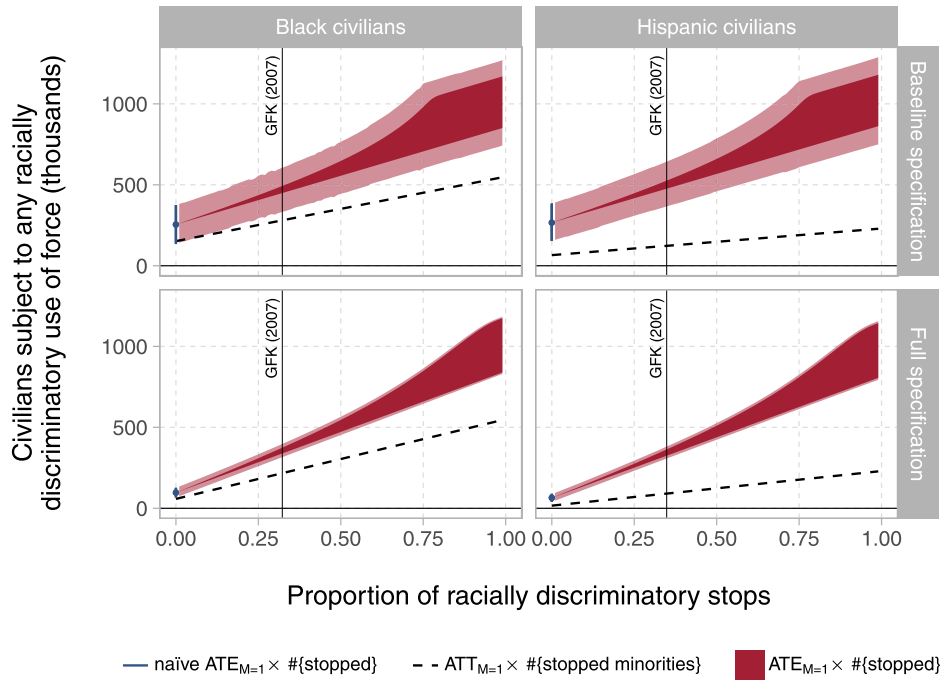 Black civilians
Hispanic civilians
Civilians subject to any racially
discriminatory use of force (thousands)
1000
500
0
GFK (2007)
GFK (2007)
Baseline specification
1000
500
0
GFK (2007)
GFK (2007)
Full specification
0.00 0.25 0.50 0.75 1.00 0.00 0.25 0.50 0.75 1.00
Proportion of racially discriminatory stops
naïve ATE_M=1 × #{stopped} ATT_M=1 × #{stopped minorities} ATE_M=1 × #{stopped}